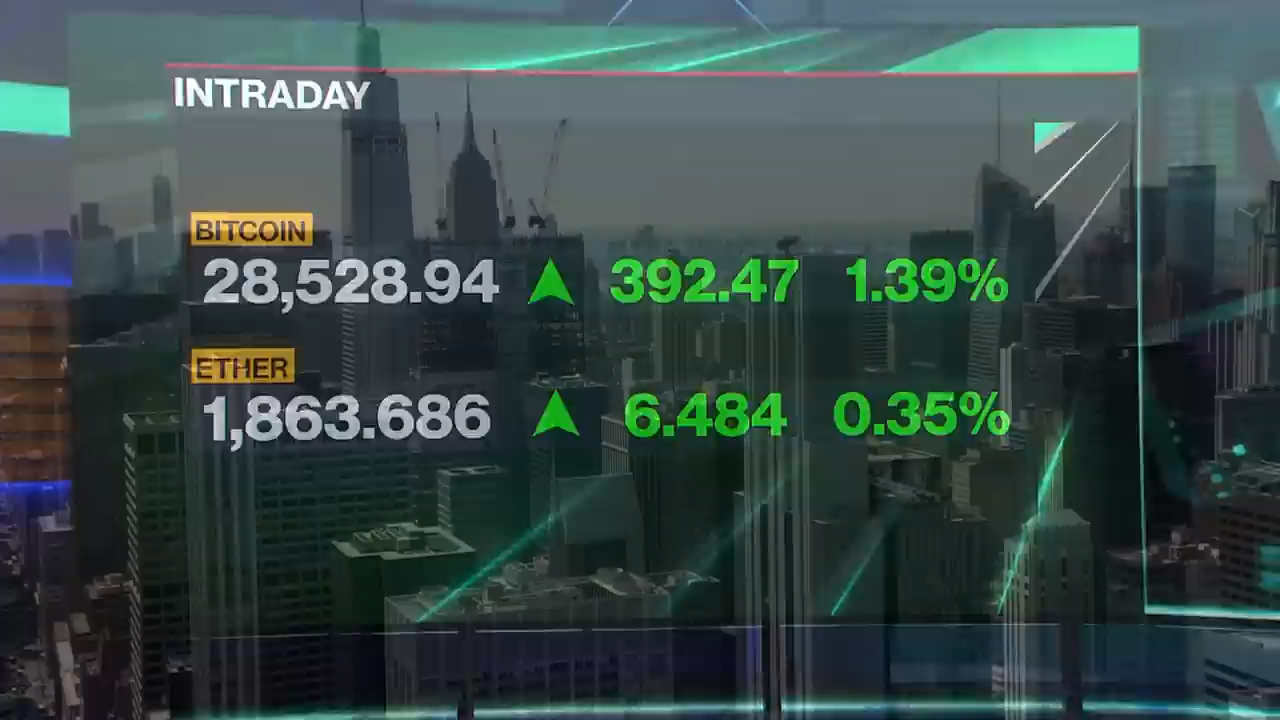 INTRADAY
BITCOIN
28,528.94 ▲ 392.47 1.39%
ETHER
1,863.686 ▲ 6.484 0.35%